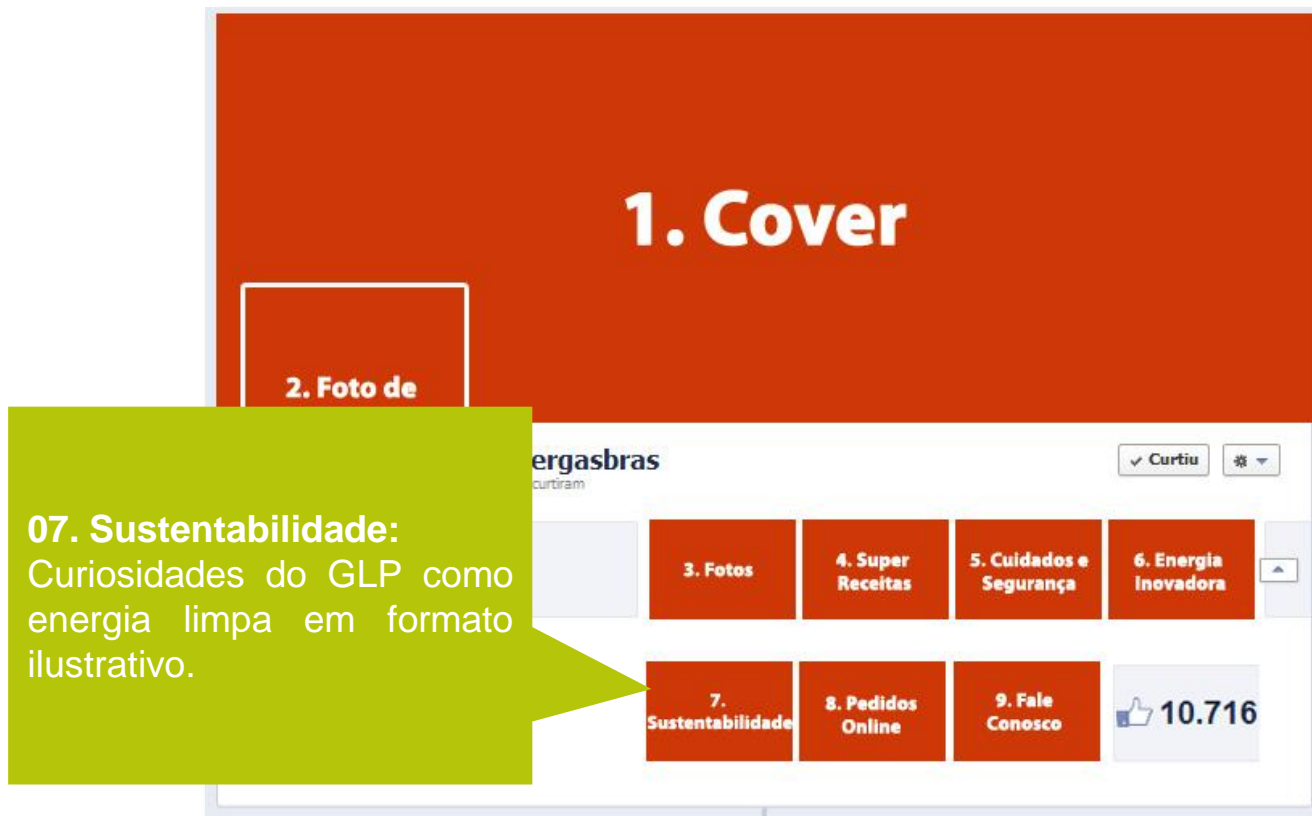 1. Cover
2. Foto de
ergasbras
curtiram
Curtiu
07. Sustentabilidade:
Curiosidades do GLP como
energia limpa em formato
ilustrativo.
3. Fotos
4. Super
Receitas
5. Cuidados e
Segurança
6. Energia
Inovadora
7.
Sustentabilidade
8. Pedidos
Online
9. Fale
Conosco
10.716